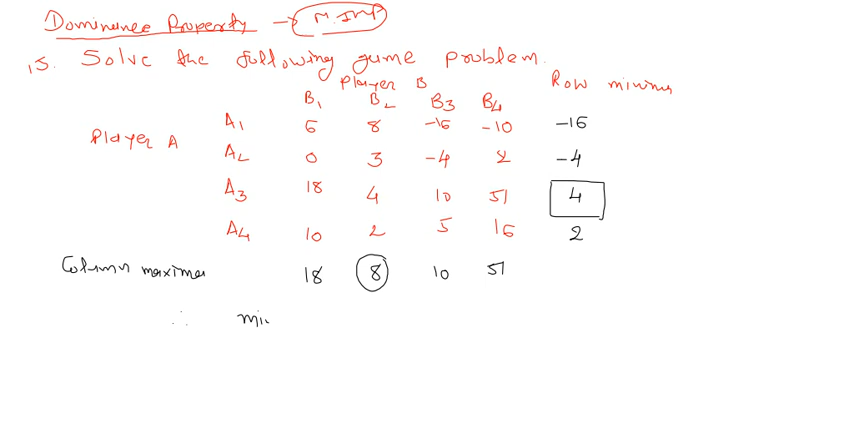 Dominance Property → M.IMP
15. Solve the following game problem.
Player B Row minima
B1 B2 B3 B4
Player A A1 6 8 -16 -10 -16
A2 0 3 -4 2 -4
A3 18 4 10 51 4
A4 10 2 5 16 2
Column maxima 18 8 10 51
∴ mi